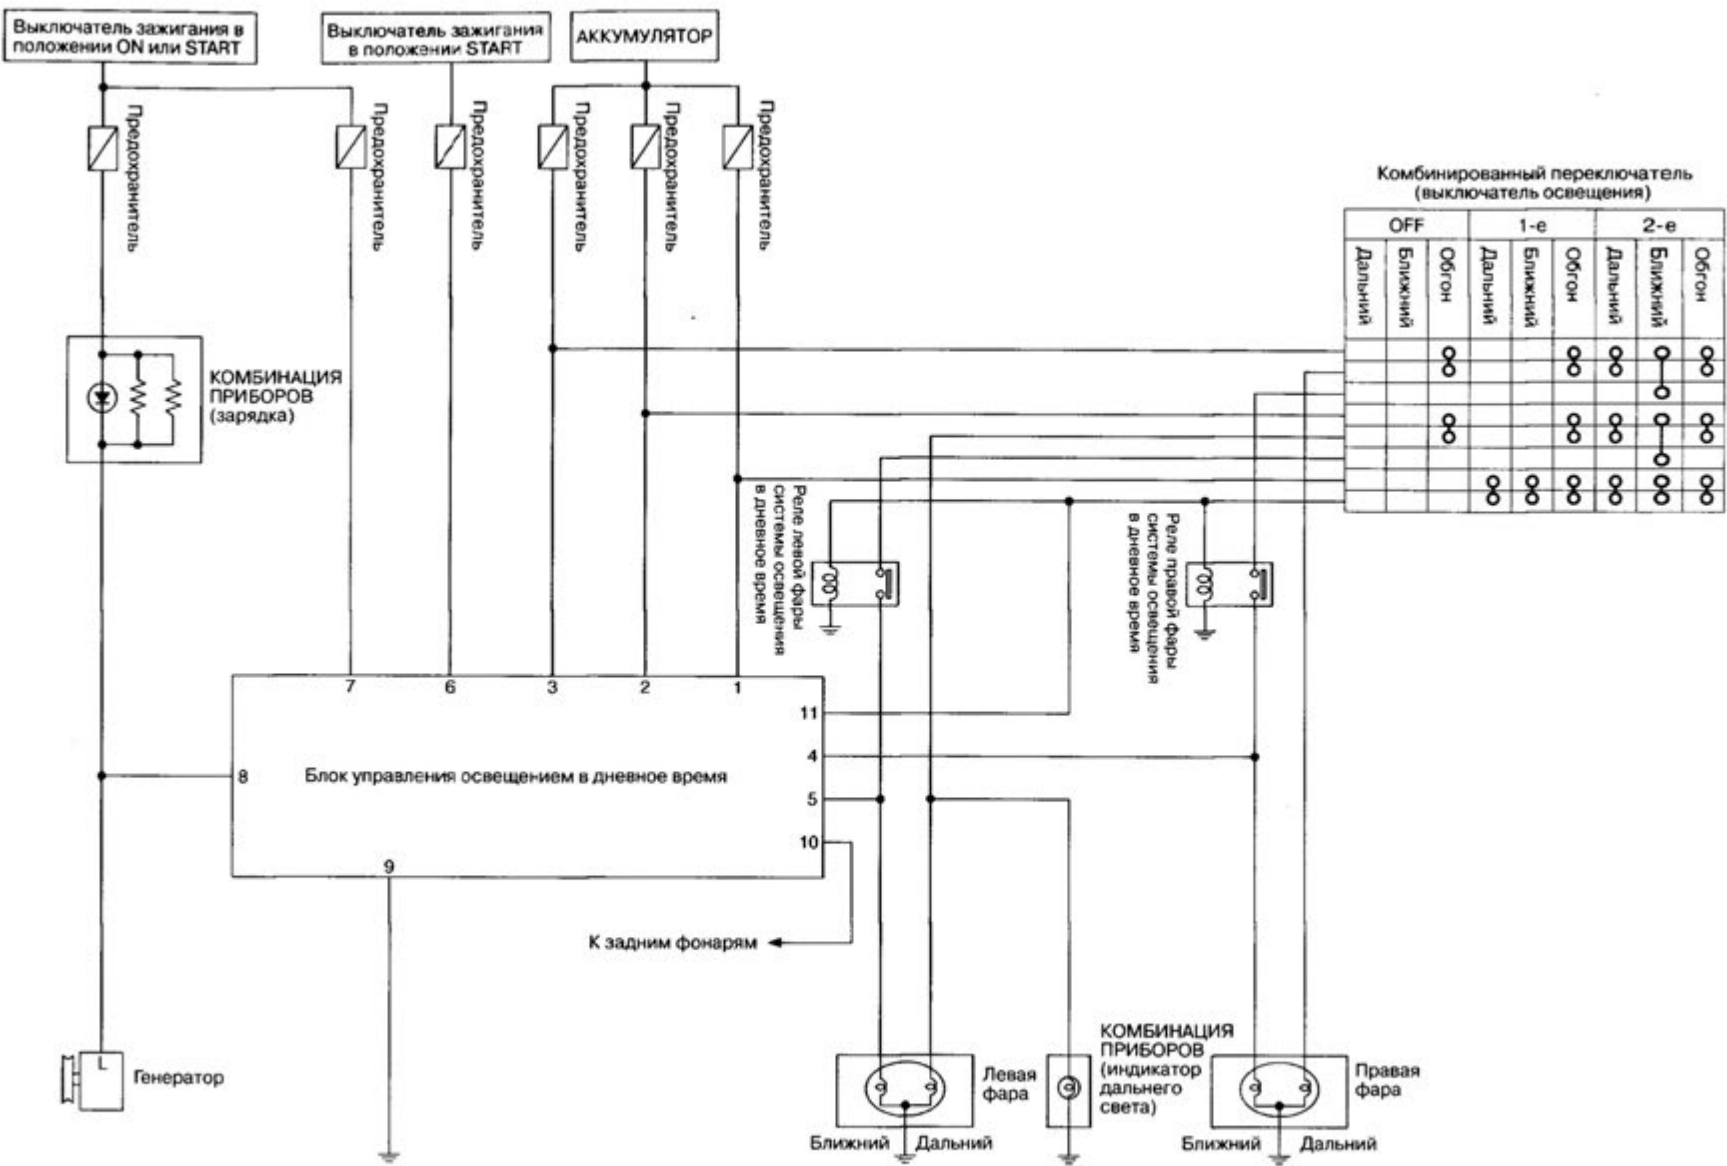 Выключатель зажигания в
положении ON или START
Выключатель зажигания
в положении START
АККУМУЛЯТОР
Предохранитель
Предохранитель
Предохранитель
Предохранитель
Предохранитель
Предохранитель
Комбинированный переключатель
(выключатель освещения)
OFF
1-е
2-е
Дальний
Ближний
Обгон
Дальний
Ближний
Обгон
Дальний
Ближний
Обгон
КОМБИНАЦИЯ
ПРИБОРОВ
(зарядка)
Реле левой фары
системы освещения
в дневное время
Реле правой фары
системы освещения
в дневное время
7
6
3
2
1
11
4
8
Блок управления освещением в дневное время
5
10
9
К задним фонарям
L
Генератор
Левая
фара
КОМБИНАЦИЯ
ПРИБОРОВ
(индикатор
дальнего
света)
Правая
фара
Ближний
Дальний
Ближний
Дальний